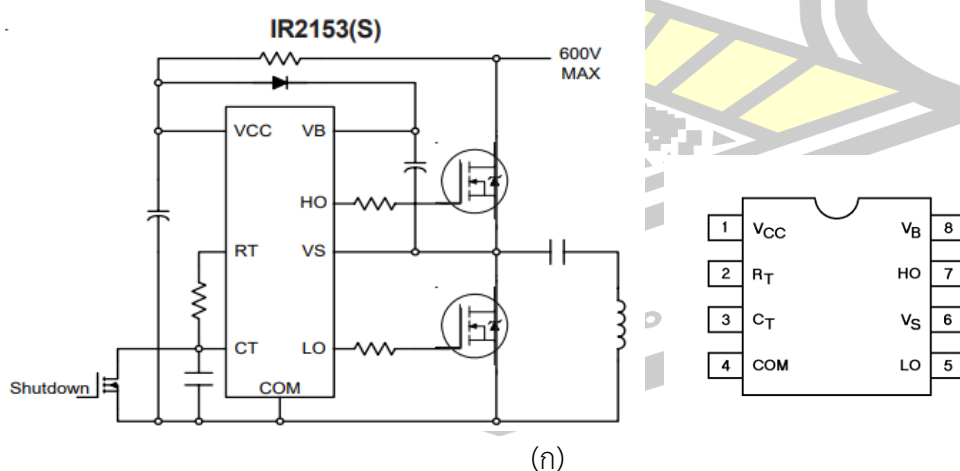 IR2153(S)
600V
MAX
VCC VB
HO
RT VS
CT LO
COM
Shutdown
1 VCC VB 8
2 RT HO 7
3 CT VS 6
4 COM LO 5
(ก)